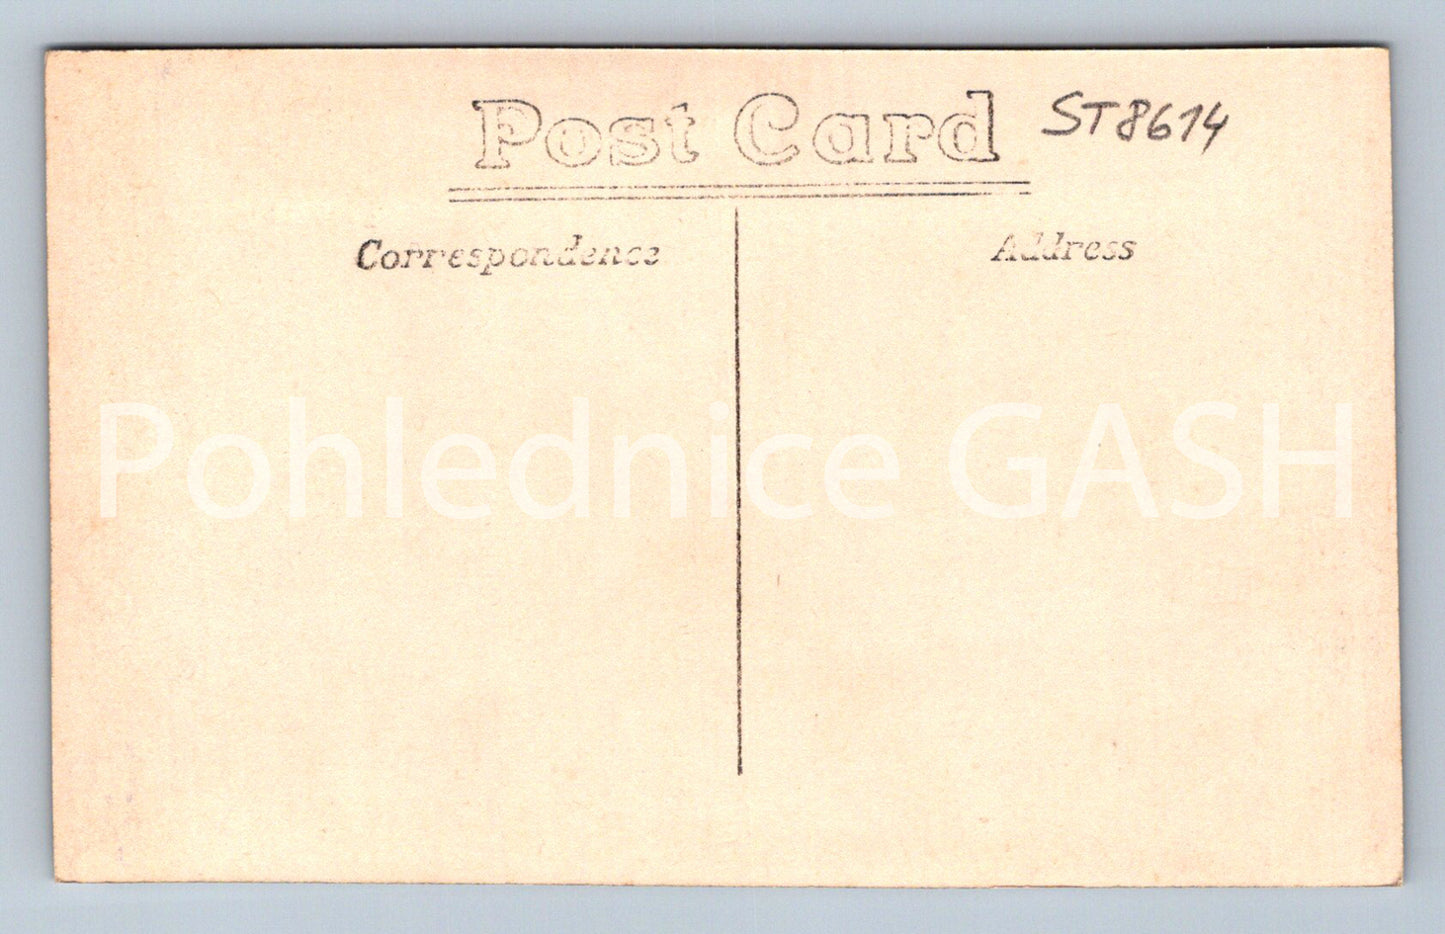 Post Card
ST8614
Correspondence
Address
Pohlednice GASH